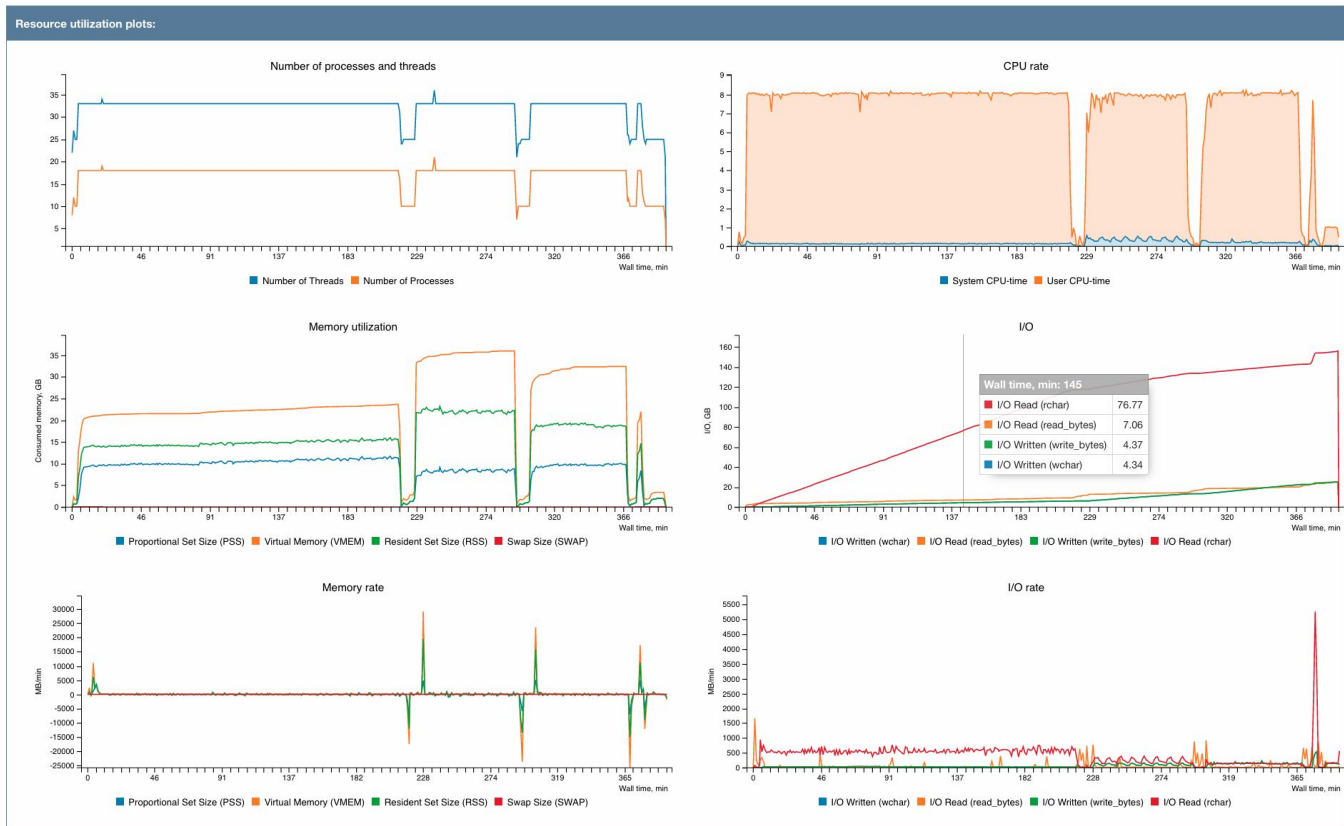 Resource utilization plots:
Number of processes and threads
35
30
25
20
15
10
5
0 46 91 137 183 229 274 320 366
Wall time, min
Number of Threads Number of Processes
CPU rate
9
8
7
6
5
4
3
2
1
0
0 46 91 137 183 229 274 320 366
Wall time, min
System CPU-time User CPU-time
Memory utilization
Consumed memory, GB
35
30
25
20
15
10
5
0
0 46 91 137 183 229 274 320 366
Wall time, min
Proportional Set Size (PSS) Virtual Memory (VMEM) Resident Set Size (RSS) Swap Size (SWAP)
I/O
I/O, GB
160
140
120
100
80
60
40
20
0
0 46 91 137 183 229 274 320 366
Wall time, min
Wall time, min: 145
I/O Read (rchar) 76.77
I/O Read (read_bytes) 7.06
I/O Written (write_bytes) 4.37
I/O Written (wchar) 4.34
I/O Written (wchar) I/O Read (read_bytes) I/O Written (write_bytes) I/O Read (rchar)
Memory rate
MB/min
30000
25000
20000
15000
10000
5000
0
-5000
-10000
-15000
-20000
-25000
0 46 91 137 182 228 274 319 365
Wall time, min
Proportional Set Size (PSS) Virtual Memory (VMEM) Resident Set Size (RSS) Swap Size (SWAP)
I/O rate
MB/min
5500
5000
4500
4000
3500
3000
2500
2000
1500
1000
500
0
0 46 91 137 182 228 274 319 365
Wall time, min
I/O Written (wchar) I/O Read (read_bytes) I/O Written (write_bytes) I/O Read (rchar)